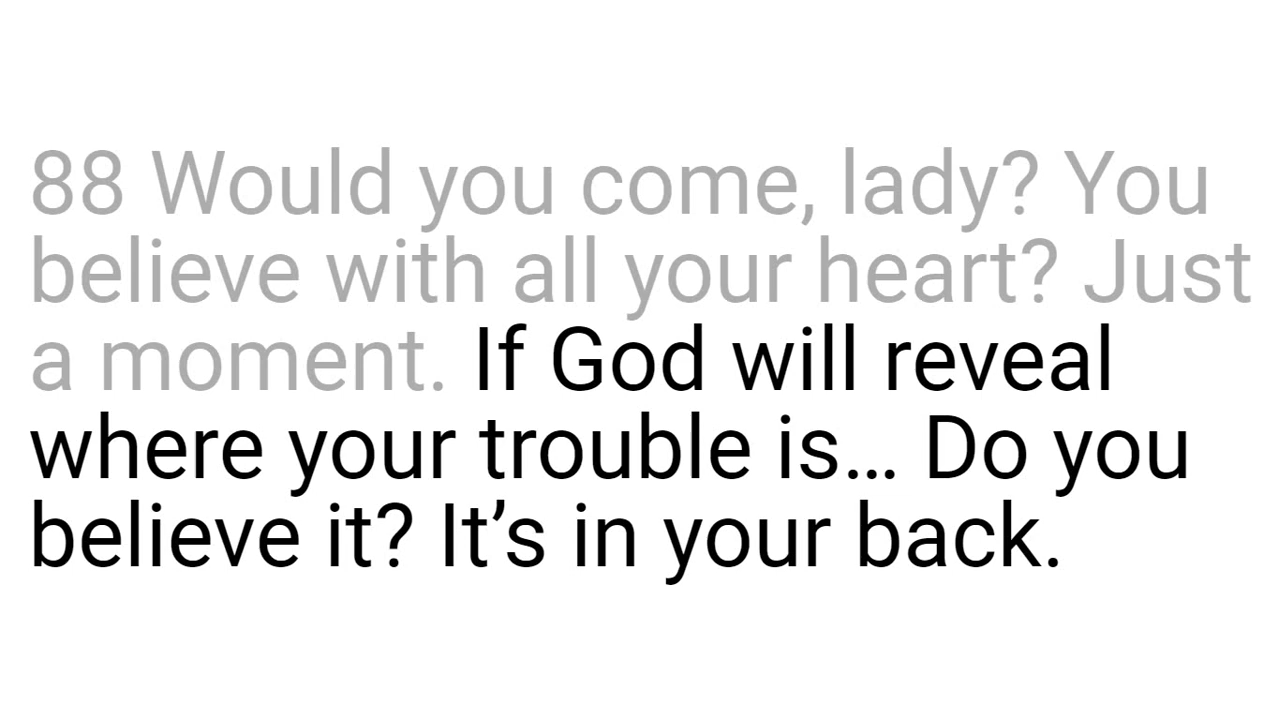 88 Would you come, lady? You
believe with all your heart? Just
a moment. If God will reveal
where your trouble is… Do you
believe it? It’s in your back.